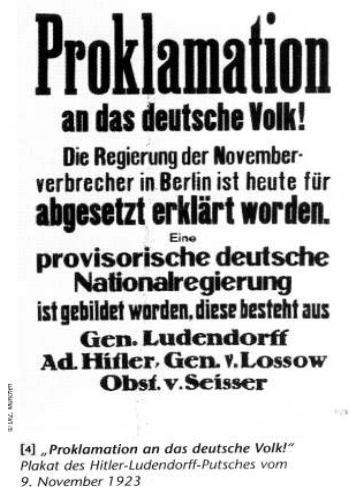 Proklamation
an das deutsche Volk!
Die Regierung der November-
verbrecher in Berlin ist heute für
abgesetzt erklärt worden.
Eine
provisorische deutsche
Nationalregierung
ist gebildet worden, diese besteht aus
Gen. Ludendorff
Ad. Hitler, Gen. v. Lossow
Obst. v. Seisser
[4] „Proklamation an das deutsche Volk!“
Plakat des Hitler-Ludendorff-Putsches vom
9. November 1923